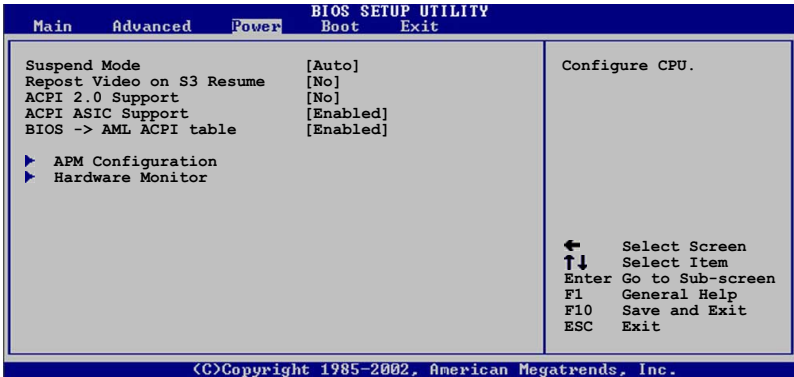 BIOS SETUP UTILITY
Main Advanced Power Boot Exit
Suspend Mode [Auto]
Repost Video on S3 Resume [No]
ACPI 2.0 Support [No]
ACPI ASIC Support [Enabled]
BIOS -> AML ACPI table [Enabled]
APM Configuration
Hardware Monitor
Configure CPU.
← Select Screen
↑↓ Select Item
Enter Go to Sub-screen
F1 General Help
F10 Save and Exit
ESC Exit
(C)Copyright 1985-2002, American Megatrends, Inc.